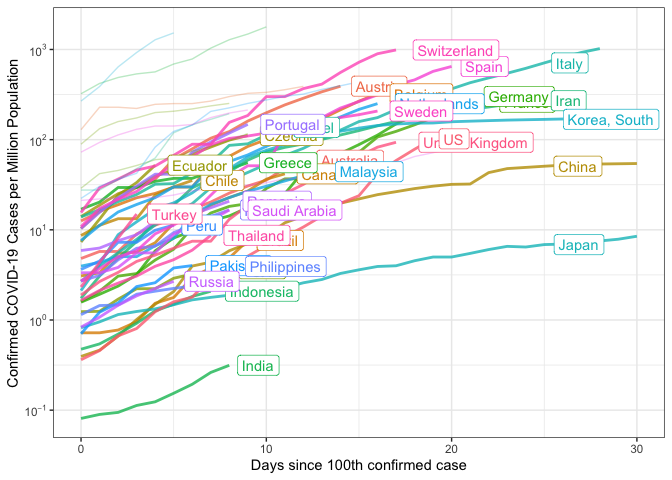 10³
10²
10¹
10⁰
10⁻¹
Confirmed COVID-19 Cases per Million Population
Switzerland
Spain
Italy
Germany
Iran
Sweden
Korea, South
Portugal
US
Kingdom
Ecuador
Greece
Australia
Malaysia
China
Chile
Turkey
Saudi Arabia
Peru
Thailand
Japan
Philippines
Russia
Indonesia
India
0
10
20
30
Days since 100th confirmed case